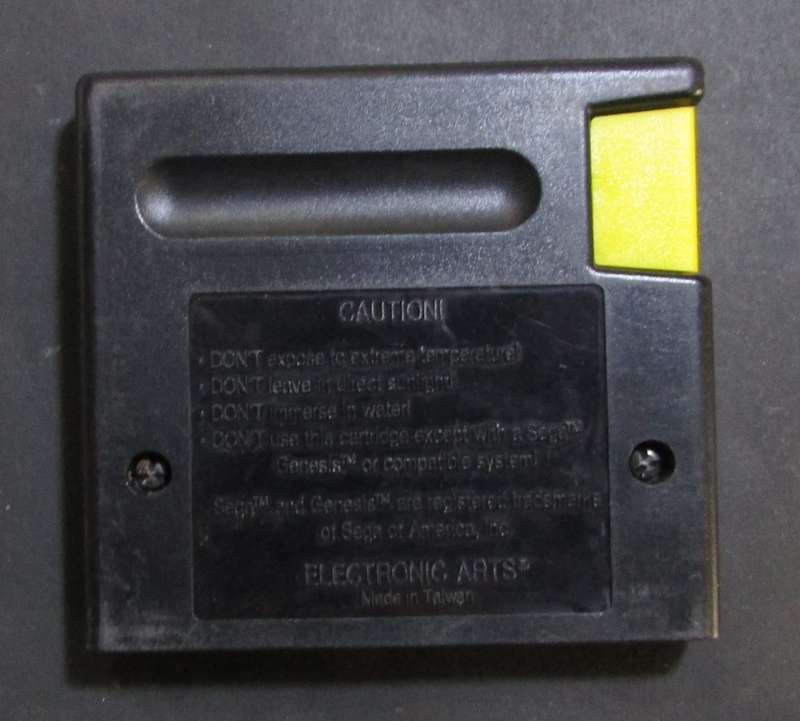 CAUTION!
· DON'T expose to extreme temperature!
· DON'T leave in direct sunlight!
· DON'T immerse in water!
· DON'T use this cartridge except with a Sega™
Genesis™ or compatible system!
Sega™ and Genesis™ are registered trademarks
of Sega of America, Inc.
ELECTRONIC ARTS®
Made in Taiwan